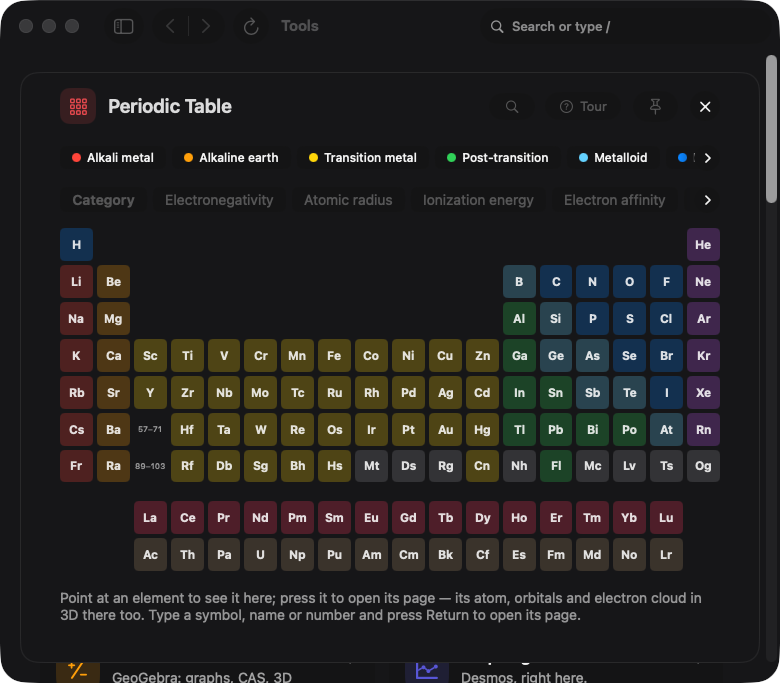 Tools
Search or type /
Periodic Table
Tour
Alkali metal Alkaline earth Transition metal Post-transition Metalloid
Category Electronegativity Atomic radius Ionization energy Electron affinity
H He
Li Be B C N O F Ne
Na Mg Al Si P S Cl Ar
K Ca Sc Ti V Cr Mn Fe Co Ni Cu Zn Ga Ge As Se Br Kr
Rb Sr Y Zr Nb Mo Tc Ru Rh Pd Ag Cd In Sn Sb Te I Xe
Cs Ba 57–71 Hf Ta W Re Os Ir Pt Au Hg Tl Pb Bi Po At Rn
Fr Ra 89–103 Rf Db Sg Bh Hs Mt Ds Rg Cn Nh Fl Mc Lv Ts Og
La Ce Pr Nd Pm Sm Eu Gd Tb Dy Ho Er Tm Yb Lu
Ac Th Pa U Np Pu Am Cm Bk Cf Es Fm Md No Lr
Point at an element to see it here; press it to open its page — its atom, orbitals and electron cloud in
3D there too. Type a symbol, name or number and press Return to open its page.
GeoGebra: graphs, CAS, 3D
Desmos, right here.